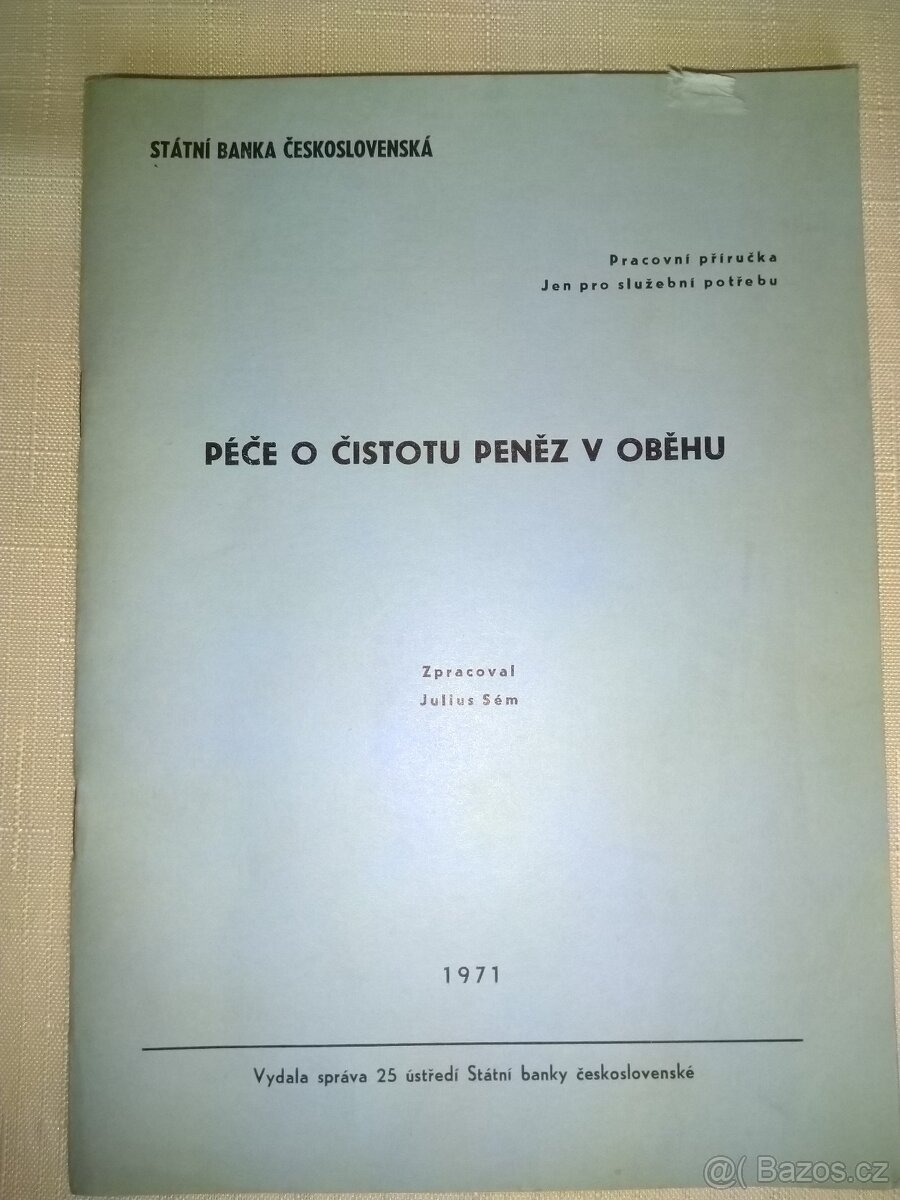 STÁTNÍ BANKA ČESKOSLOVENSKÁ
Pracovní příručka
Jen pro služební potřebu
PÉČE O ČISTOTU PENĚZ V OBĚHU
Zpracoval
Julius Sém
1971
Vydala správa 25 ústředí Státní banky československé
@( Bazos.cz